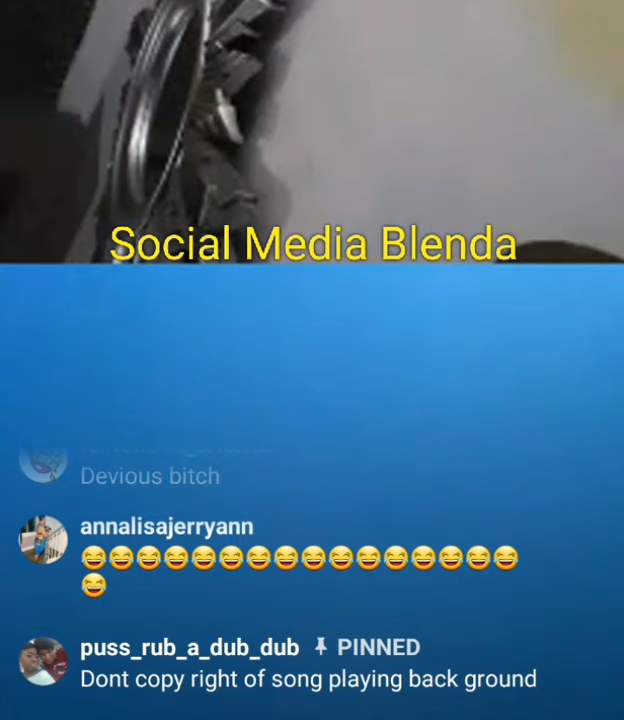 Social Media Blenda
Devious bitch
annalisajerryann
😂😂😂😂😂😂😂😂😂😂😂😂😂😂😂😂
😂
puss_rub_a_dub_dub PINNED
Dont copy right of song playing back ground